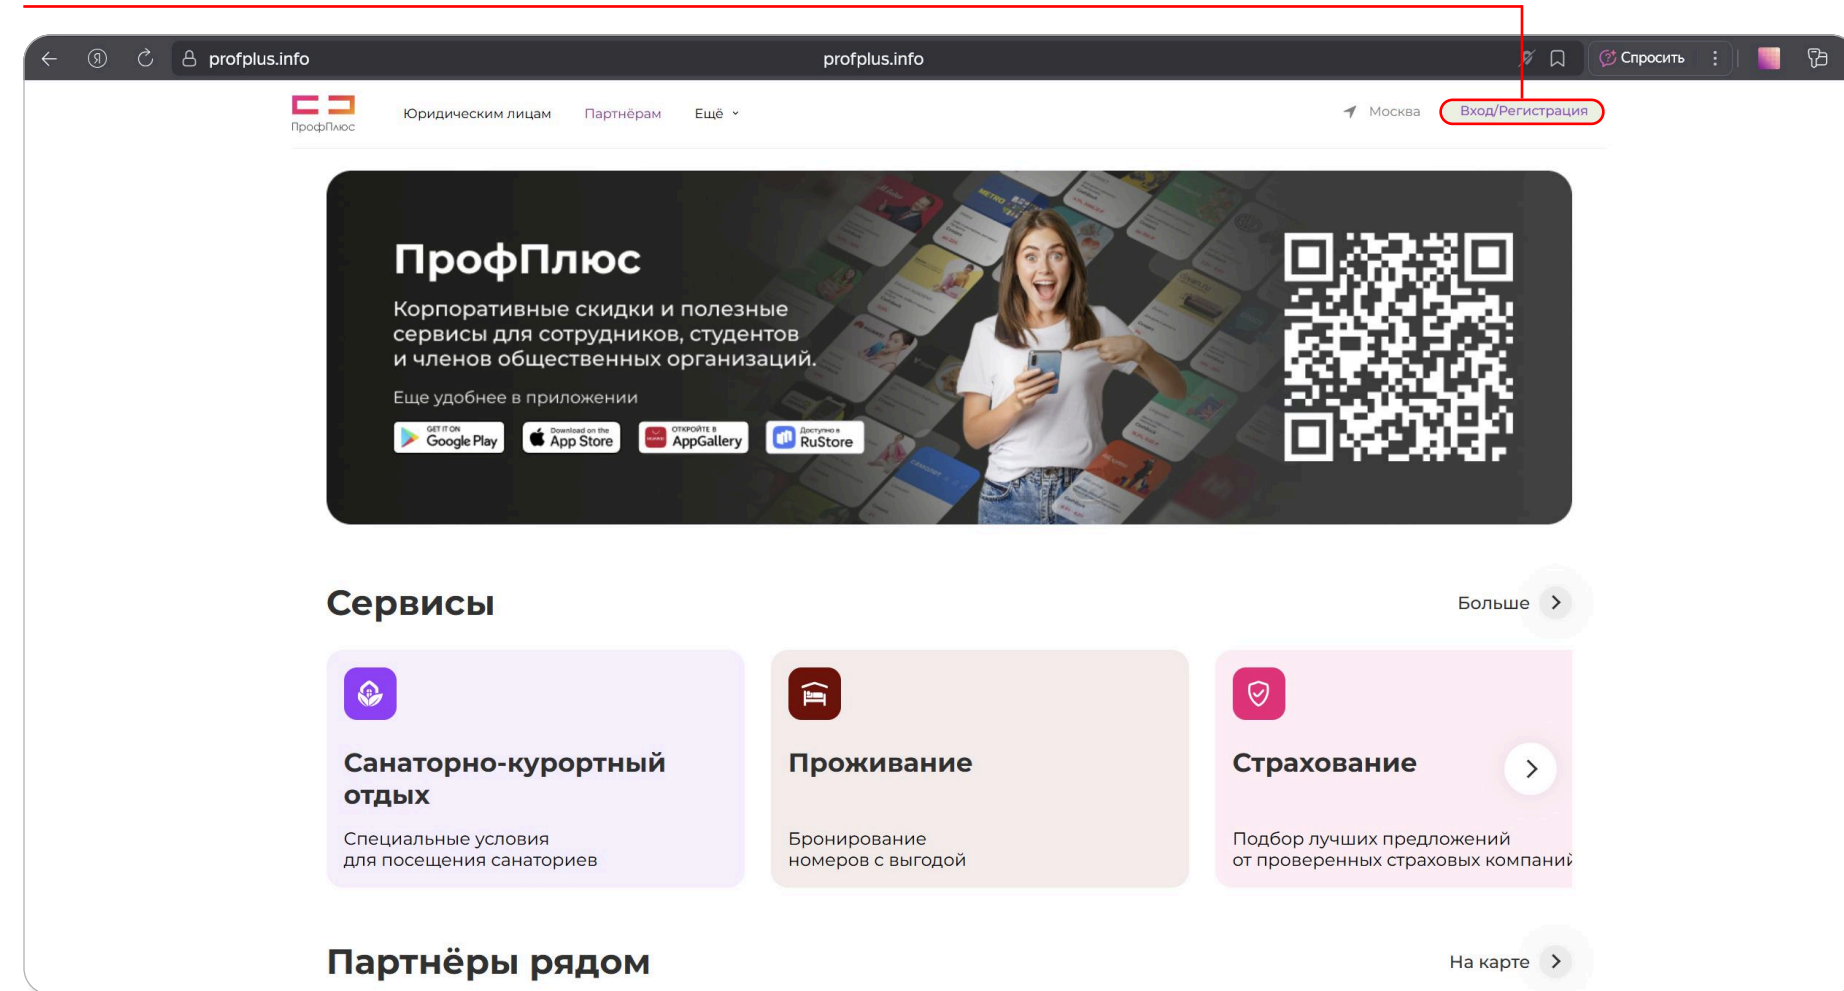 profplus.info
profplus.info
Спросить
ПрофПлюс
Юридическим лицам
Партнёрам
Ещё
Москва
Вход/Регистрация
ПрофПлюс
Корпоративные скидки и полезные
сервисы для сотрудников, студентов
и членов общественных организаций.
Еще удобнее в приложении
GET IT ON
Google Play
Download on the
App Store
ОТКРОЙТЕ В
AppGallery
Доступно в
RuStore
METRO
Сервисы
Больше
Санаторно-курортный
отдых
Специальные условия
для посещения санаториев
Проживание
Бронирование
номеров с выгодой
Страхование
Подбор лучших предложений
от проверенных страховых компаний
Партнёры рядом
На карте